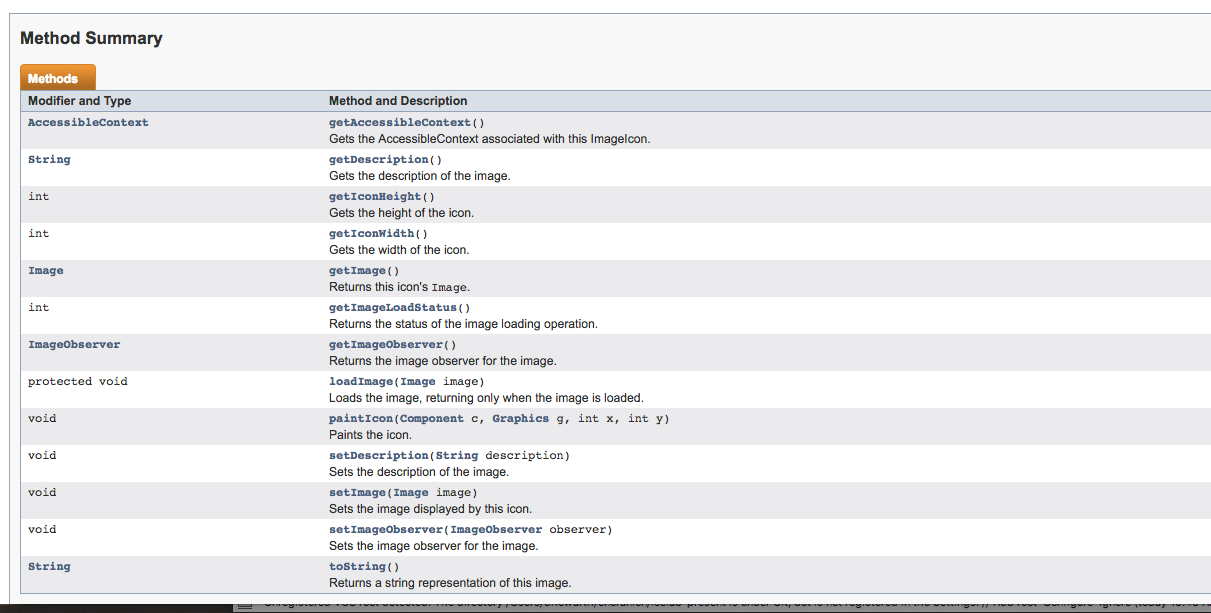 Method Summary
Methods
Modifier and Type Method and Description
AccessibleContext getAccessibleContext()
Gets the AccessibleContext associated with this ImageIcon.
String getDescription()
Gets the description of the image.
int getIconHeight()
Gets the height of the icon.
int getIconWidth()
Gets the width of the icon.
Image getImage()
Returns this icon's Image.
int getImageLoadStatus()
Returns the status of the image loading operation.
ImageObserver getImageObserver()
Returns the image observer for the image.
protected void loadImage(Image image)
Loads the image, returning only when the image is loaded.
void paintIcon(Component c, Graphics g, int x, int y)
Paints the icon.
void setDescription(String description)
Sets the description of the image.
void setImage(Image image)
Sets the image displayed by this icon.
void setImageObserver(ImageObserver observer)
Sets the image observer for the image.
String toString()
Returns a string representation of this image.